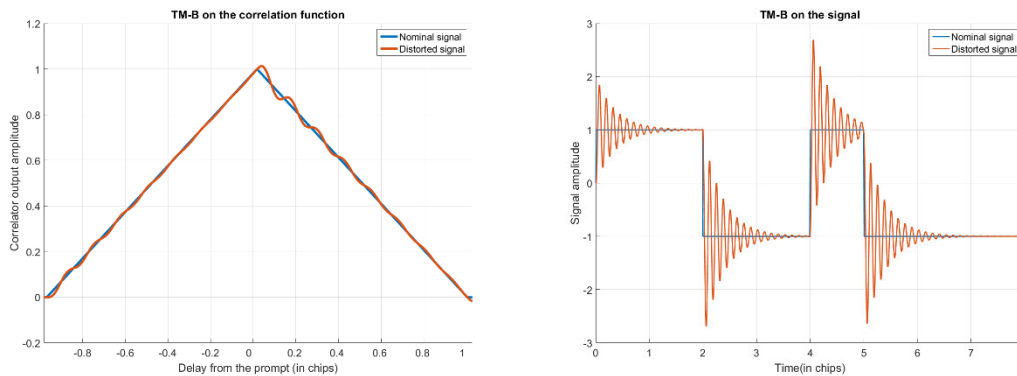 TM-B on the correlation function
1.2
1
0.8
0.6
0.4
0.2
0
-0.2
Correlator output amplitude
Nominal signal
Distorted signal
-0.8 -0.6 -0.4 -0.2 0 0.2 0.4 0.6 0.8 1
Delay from the prompt (in chips)
TM-B on the signal
3
2
1
0
-1
-2
-3
Signal amplitude
Nominal signal
Distorted signal
0 1 2 3 4 5 6 7
Time(in chips)